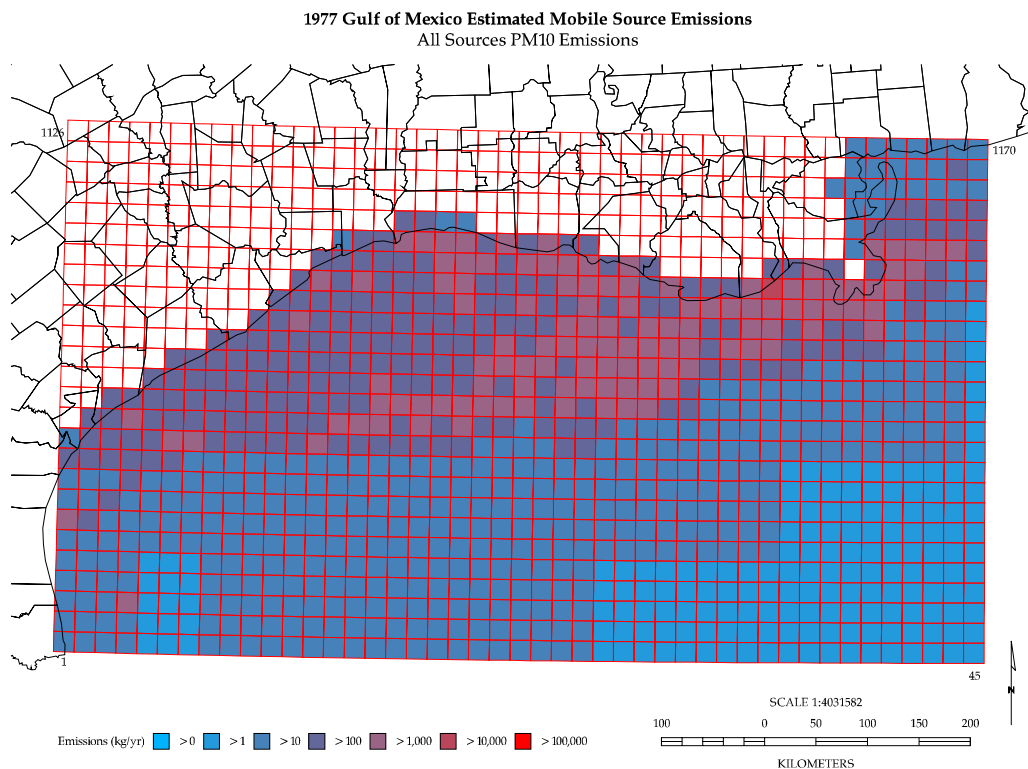 1977 Gulf of Mexico Estimated Mobile Source Emissions
All Sources PM10 Emissions
1126
1170
1
45
N
SCALE 1:4031582
100 0 50 100 150 200
KILOMETERS
Emissions (kg/yr) >0 >1 >10 >100 >1,000 >10,000 >100,000